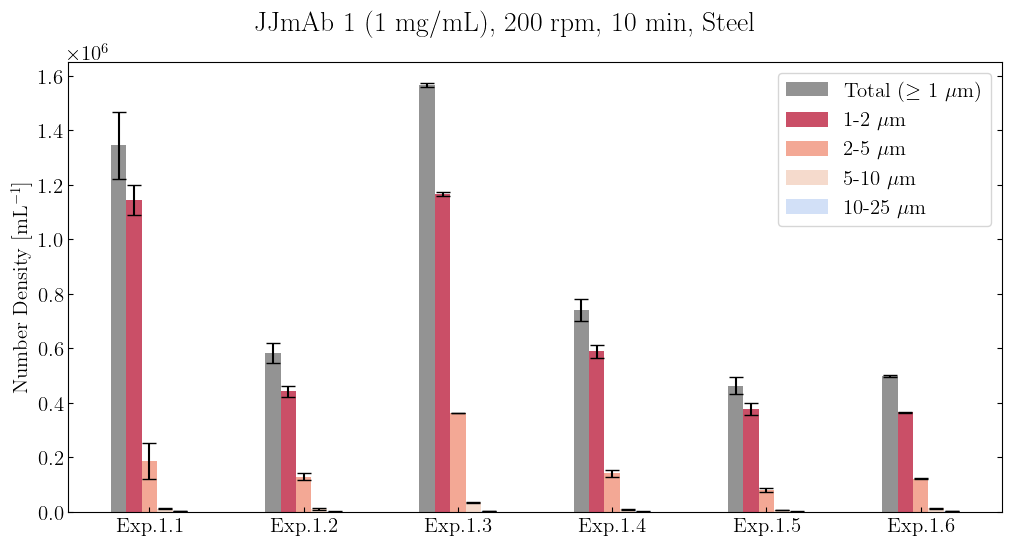 JJmAb 1 (1 mg/mL), 200 rpm, 10 min, Steel
×10⁶
1.6
1.4
1.2
1.0
0.8
0.6
0.4
0.2
0.0
Number Density [mL⁻¹]
Total (≥ 1 μm)
1-2 μm
2-5 μm
5-10 μm
10-25 μm
Exp.1.1 Exp.1.2 Exp.1.3 Exp.1.4 Exp.1.5 Exp.1.6